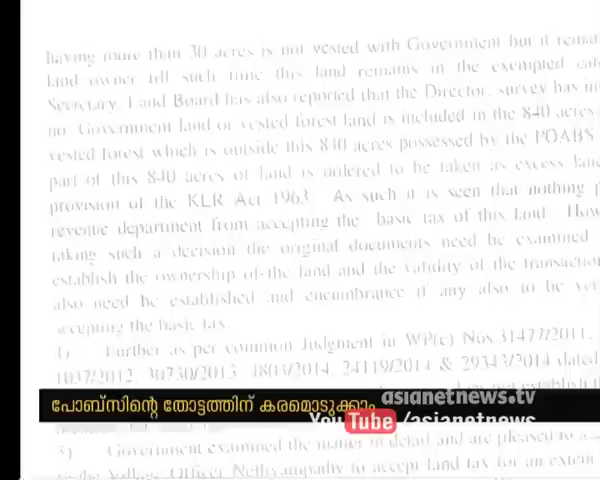 having more than 30 acres is not vested with Government but it remai
land owner till such time this land remains in the exempted cat
Secretary, Land Board has also reported that the Director, survey has
no Government land or vested forest land is included in the 840 acres
vested forest which is outside this 840 acres possessed by the POABS
part of this 840 acres of land is ordered to be taken as excess land
provision of the KLR Act 1963. As such it is seen that nothing p
revenue department from accepting the basic tax of this land. How
taking such a decision the original documents need be examined
establish the ownership of the land and the validity of the transaction
also need be established and encumbrance if any also to be ver
accepting the basic tax.
4) Further as per common Judgment in WP(c) Nos.31477/2011,
1037/2012, 30730/2013, 4803/2014, 24119/2014 & 29343/2014 dated
പോബ്സിന്റെ തോട്ടത്തിന് കരമൊടുക്കാം
asianetnews.tv
YouTube /asianetnews
5) Government examined the matter in detail and are pleased to
to the Village Officer Nelliyampathy to accept land tax for an extent